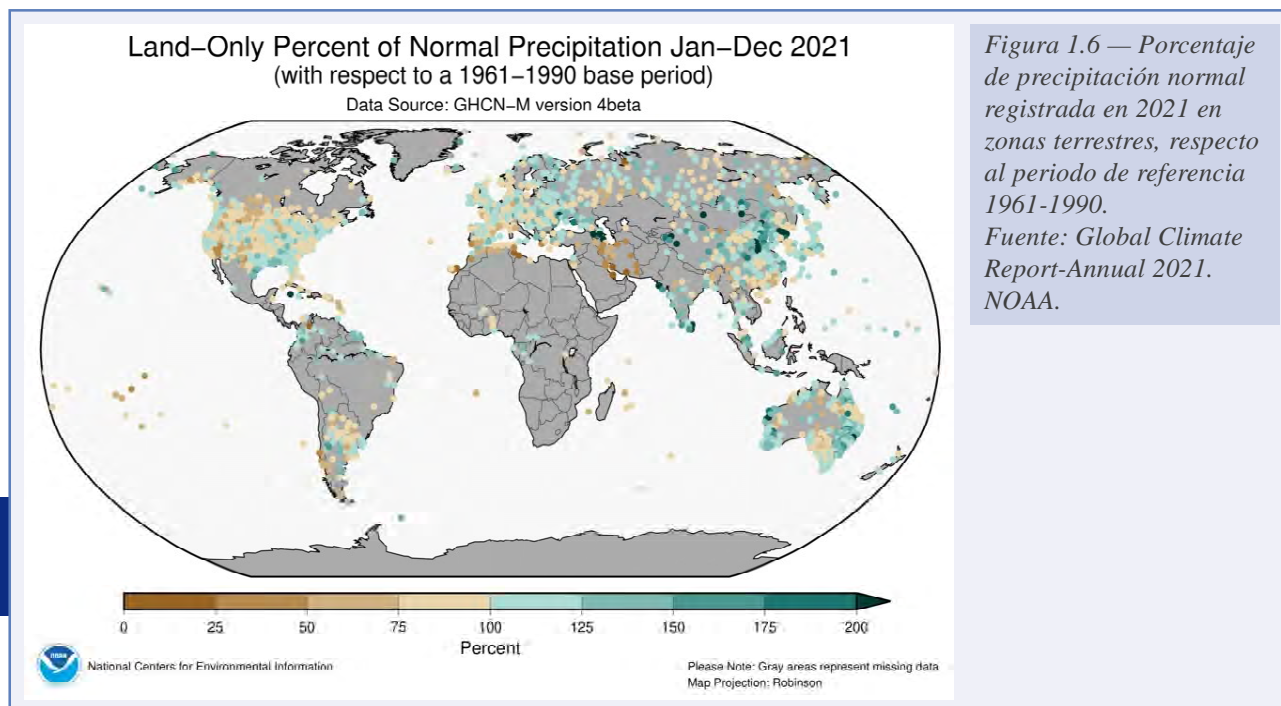 Land−Only Percent of Normal Precipitation Jan−Dec 2021
(with respect to a 1961−1990 base period)
Data Source: GHCN−M version 4beta
0 25 50 75 100 125 150 175 200
Percent
noaa
National Centers for Environmental Information
Please Note: Gray areas represent missing data
Map Projection: Robinson
Figura 1.6 — Porcentaje
de precipitación normal
registrada en 2021 en
zonas terrestres, respecto
al periodo de referencia
1961-1990.
Fuente: Global Climate
Report-Annual 2021.
NOAA.